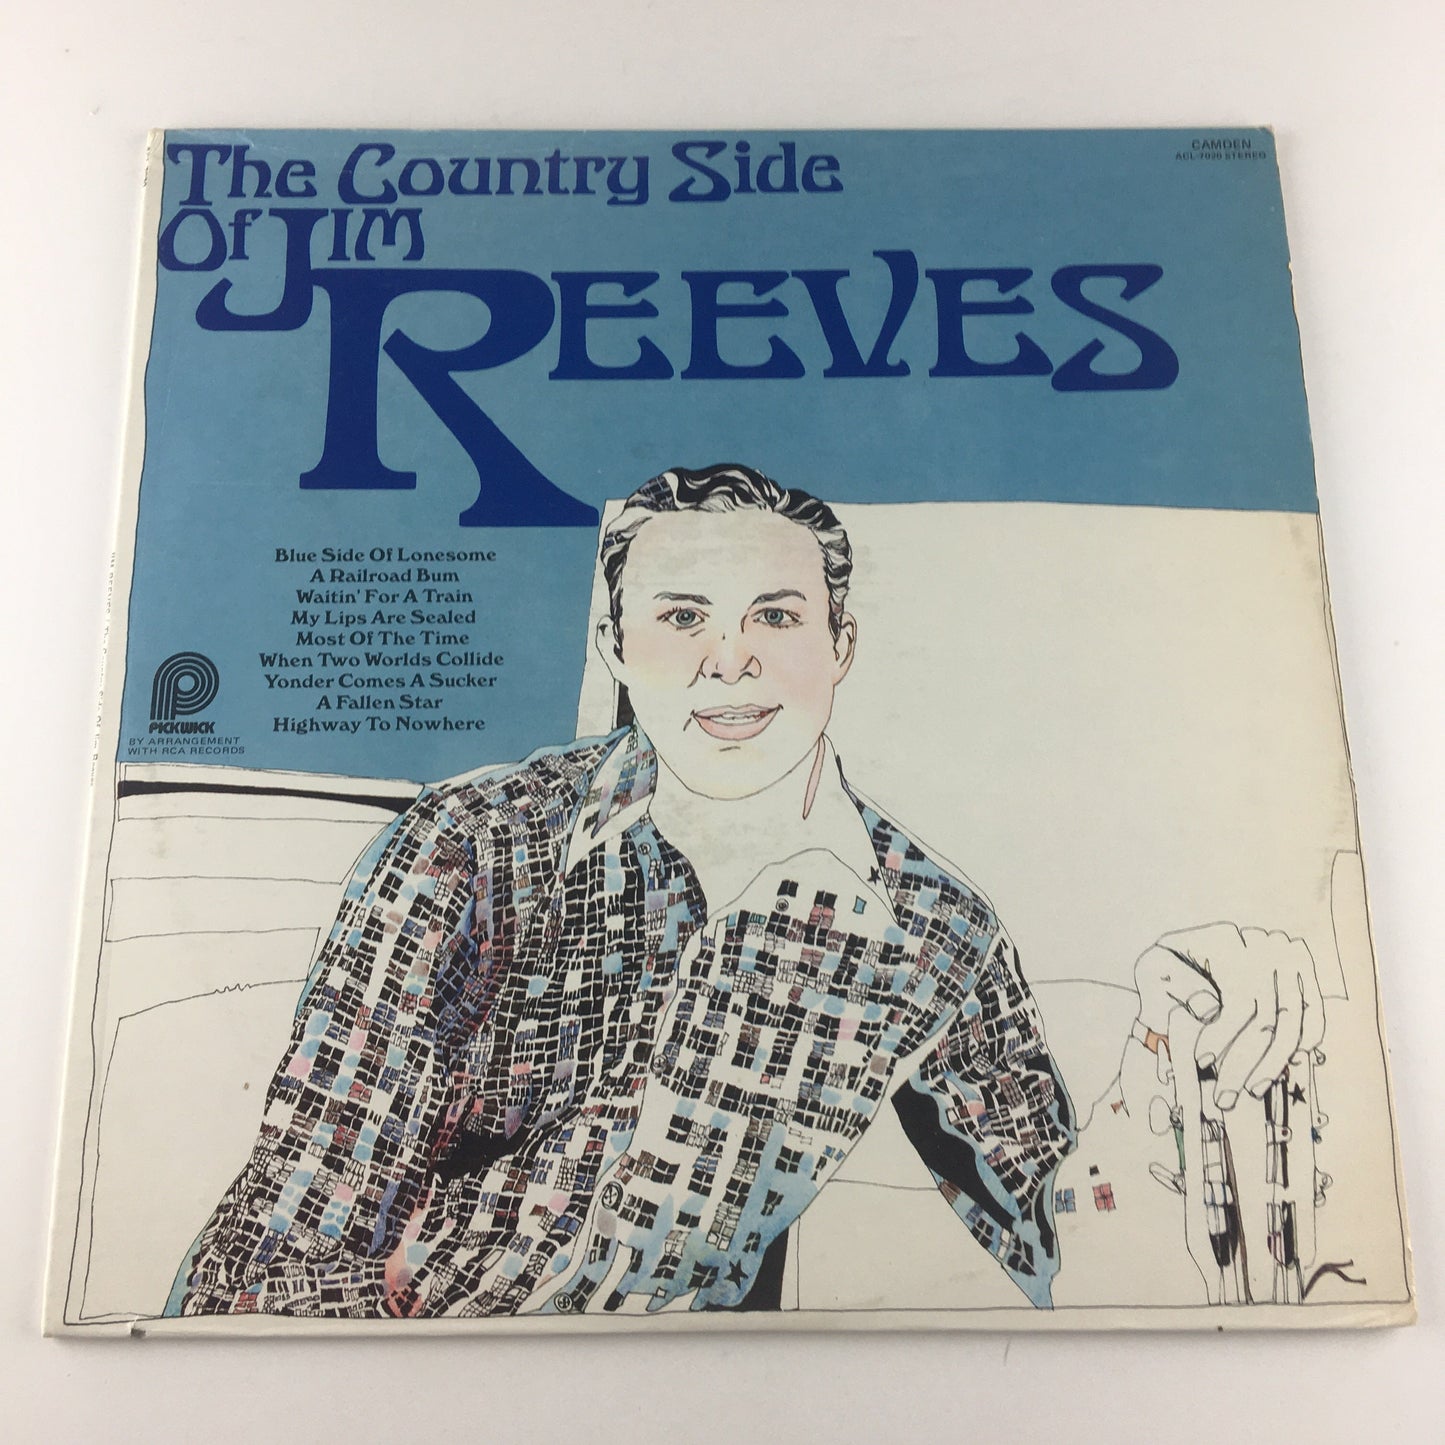 The Country Side
Of JIM
REEVES
CAMDEN
ACL-7020 STEREO
Blue Side Of Lonesome
A Railroad Bum
Waitin' For A Train
My Lips Are Sealed
Most Of The Time
When Two Worlds Collide
Yonder Comes A Sucker
A Fallen Star
Highway To Nowhere
PICKWICK
BY ARRANGEMENT
WITH RCA RECORDS